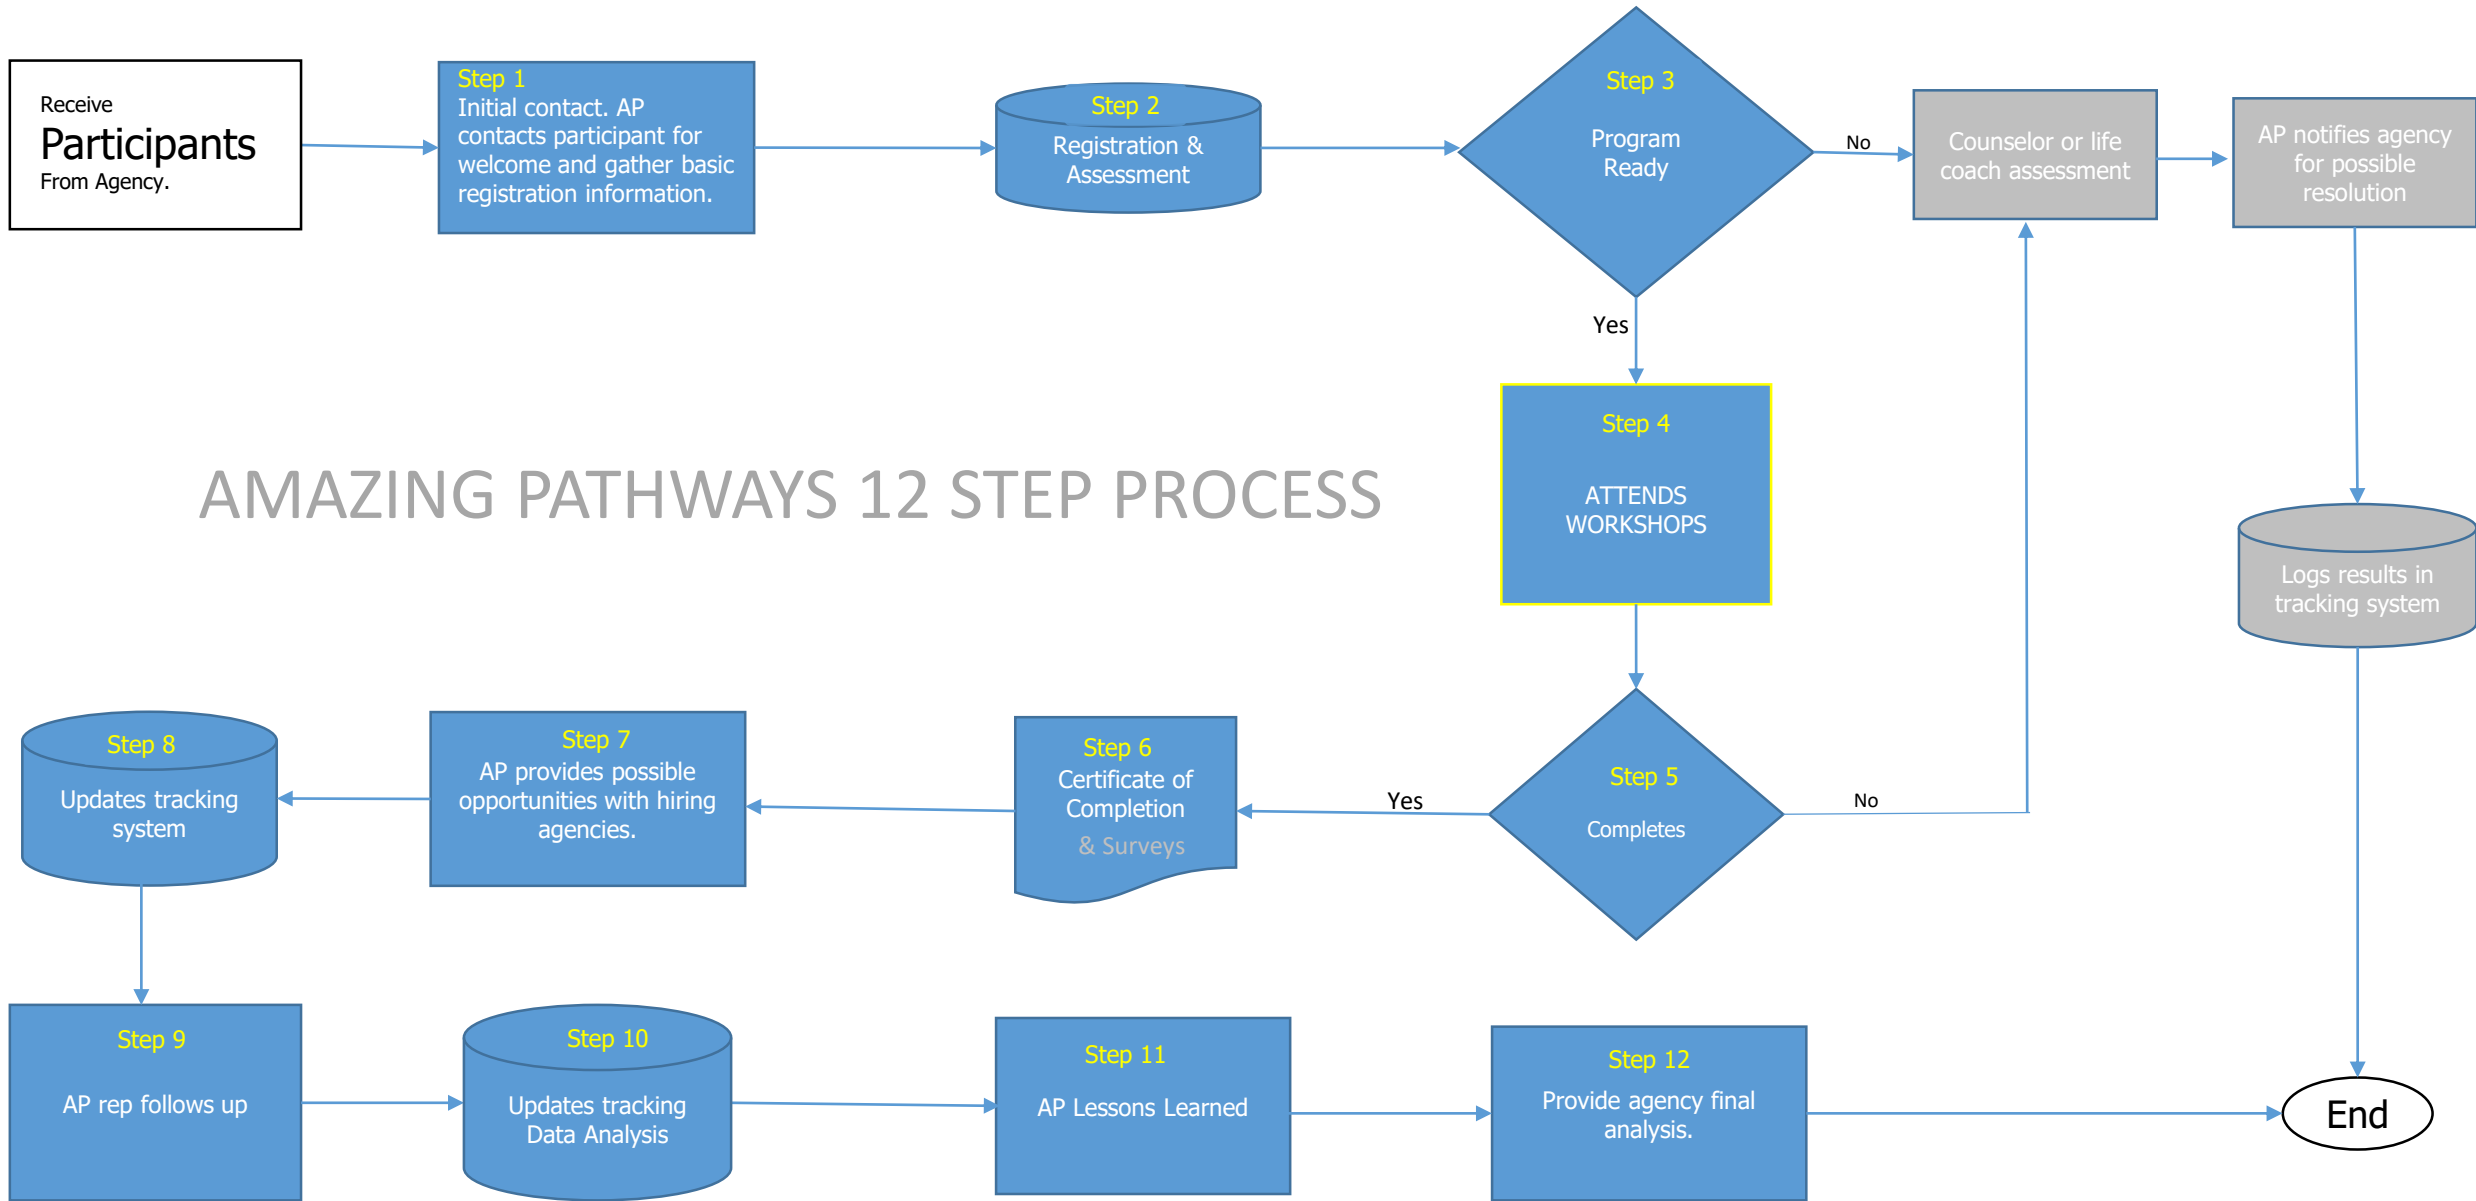 Receive
Participants
From Agency.
Step 1
Initial contact. AP
contacts participant for
welcome and gather basic
registration information.
Step 2
Registration &
Assessment
Step 3
Program
Ready
No
Counselor or life
coach assessment
AP notifies agency
for possible
resolution
Yes
Step 4
ATTENDS
WORKSHOPS
AMAZING PATHWAYS 12 STEP PROCESS
Logs results in
tracking system
Step 5
Completes
No
Yes
Step 6
Certificate of
Completion
& Surveys
Step 7
AP provides possible
opportunities with hiring
agencies.
Step 8
Updates tracking
system
Step 9
AP rep follows up
Step 10
Updates tracking
Data Analysis
Step 11
AP Lessons Learned
Step 12
Provide agency final
analysis.
End